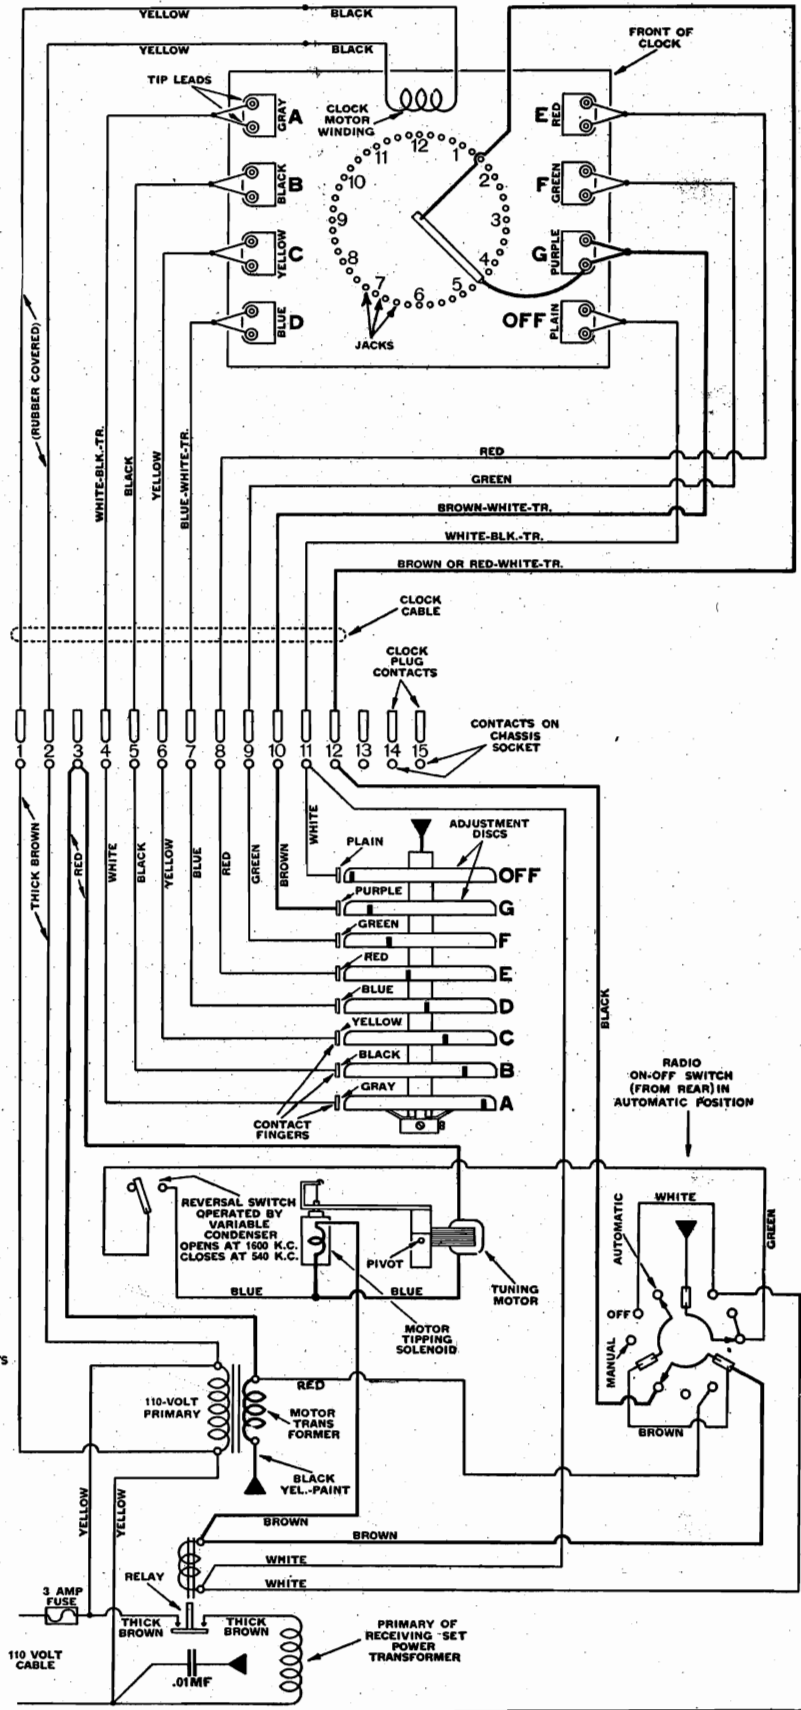 YELLOW
BLACK
YELLOW
BLACK
FRONT OF
CLOCK
TIP LEADS
CLOCK
MOTOR
WINDING
GRAY
A
BLACK
B
YELLOW
C
BLUE
D
E
RED
F
GREEN
G
PURPLE
OFF
PLAIN
12
1
2
3
4
5
6
7
8
9
10
11
JACKS
(RUBBER COVERED)
WHITE-BLK.-TR.
BLACK
YELLOW
BLUE-WHITE-TR.
RED
GREEN
BROWN-WHITE-TR.
WHITE-BLK.-TR.
BROWN OR RED-WHITE-TR.
CLOCK
CABLE
CLOCK
PLUG
CONTACTS
CONTACTS ON
CHASSIS
SOCKET
1 2 3 4 5 6 7 8 9 10 11 12 13 14 15
THICK BROWN
RED
WHITE
BLACK
YELLOW
BLUE
RED
GREEN
BROWN
WHITE
ADJUSTMENT
DISCS
PLAIN
OFF
PURPLE
G
GREEN
F
RED
E
BLUE
D
YELLOW
C
BLACK
B
GRAY
A
CONTACT
FINGERS
BLACK
RADIO
ON-OFF SWITCH
(FROM REAR) IN
AUTOMATIC POSITION
REVERSAL SWITCH
OPERATED BY
VARIABLE
CONDENSER
OPENS AT 1600 K.C.
CLOSES AT 540 K.C.
PIVOT
TUNING
MOTOR
BLUE
BLUE
MOTOR
TIPPING
SOLENOID
WHITE
AUTOMATIC
GREEN
OFF
MANUAL
BROWN
S
110-VOLT
PRIMARY
RED
MOTOR
TRANS
FORMER
BLACK
YEL.-PAINT
YELLOW
YELLOW
BROWN
BROWN
WHITE
WHITE
RELAY
3 AMP
FUSE
THICK
BROWN
THICK
BROWN
110 VOLT
CABLE
.01MF
PRIMARY OF
RECEIVING SET
POWER
TRANSFORMER